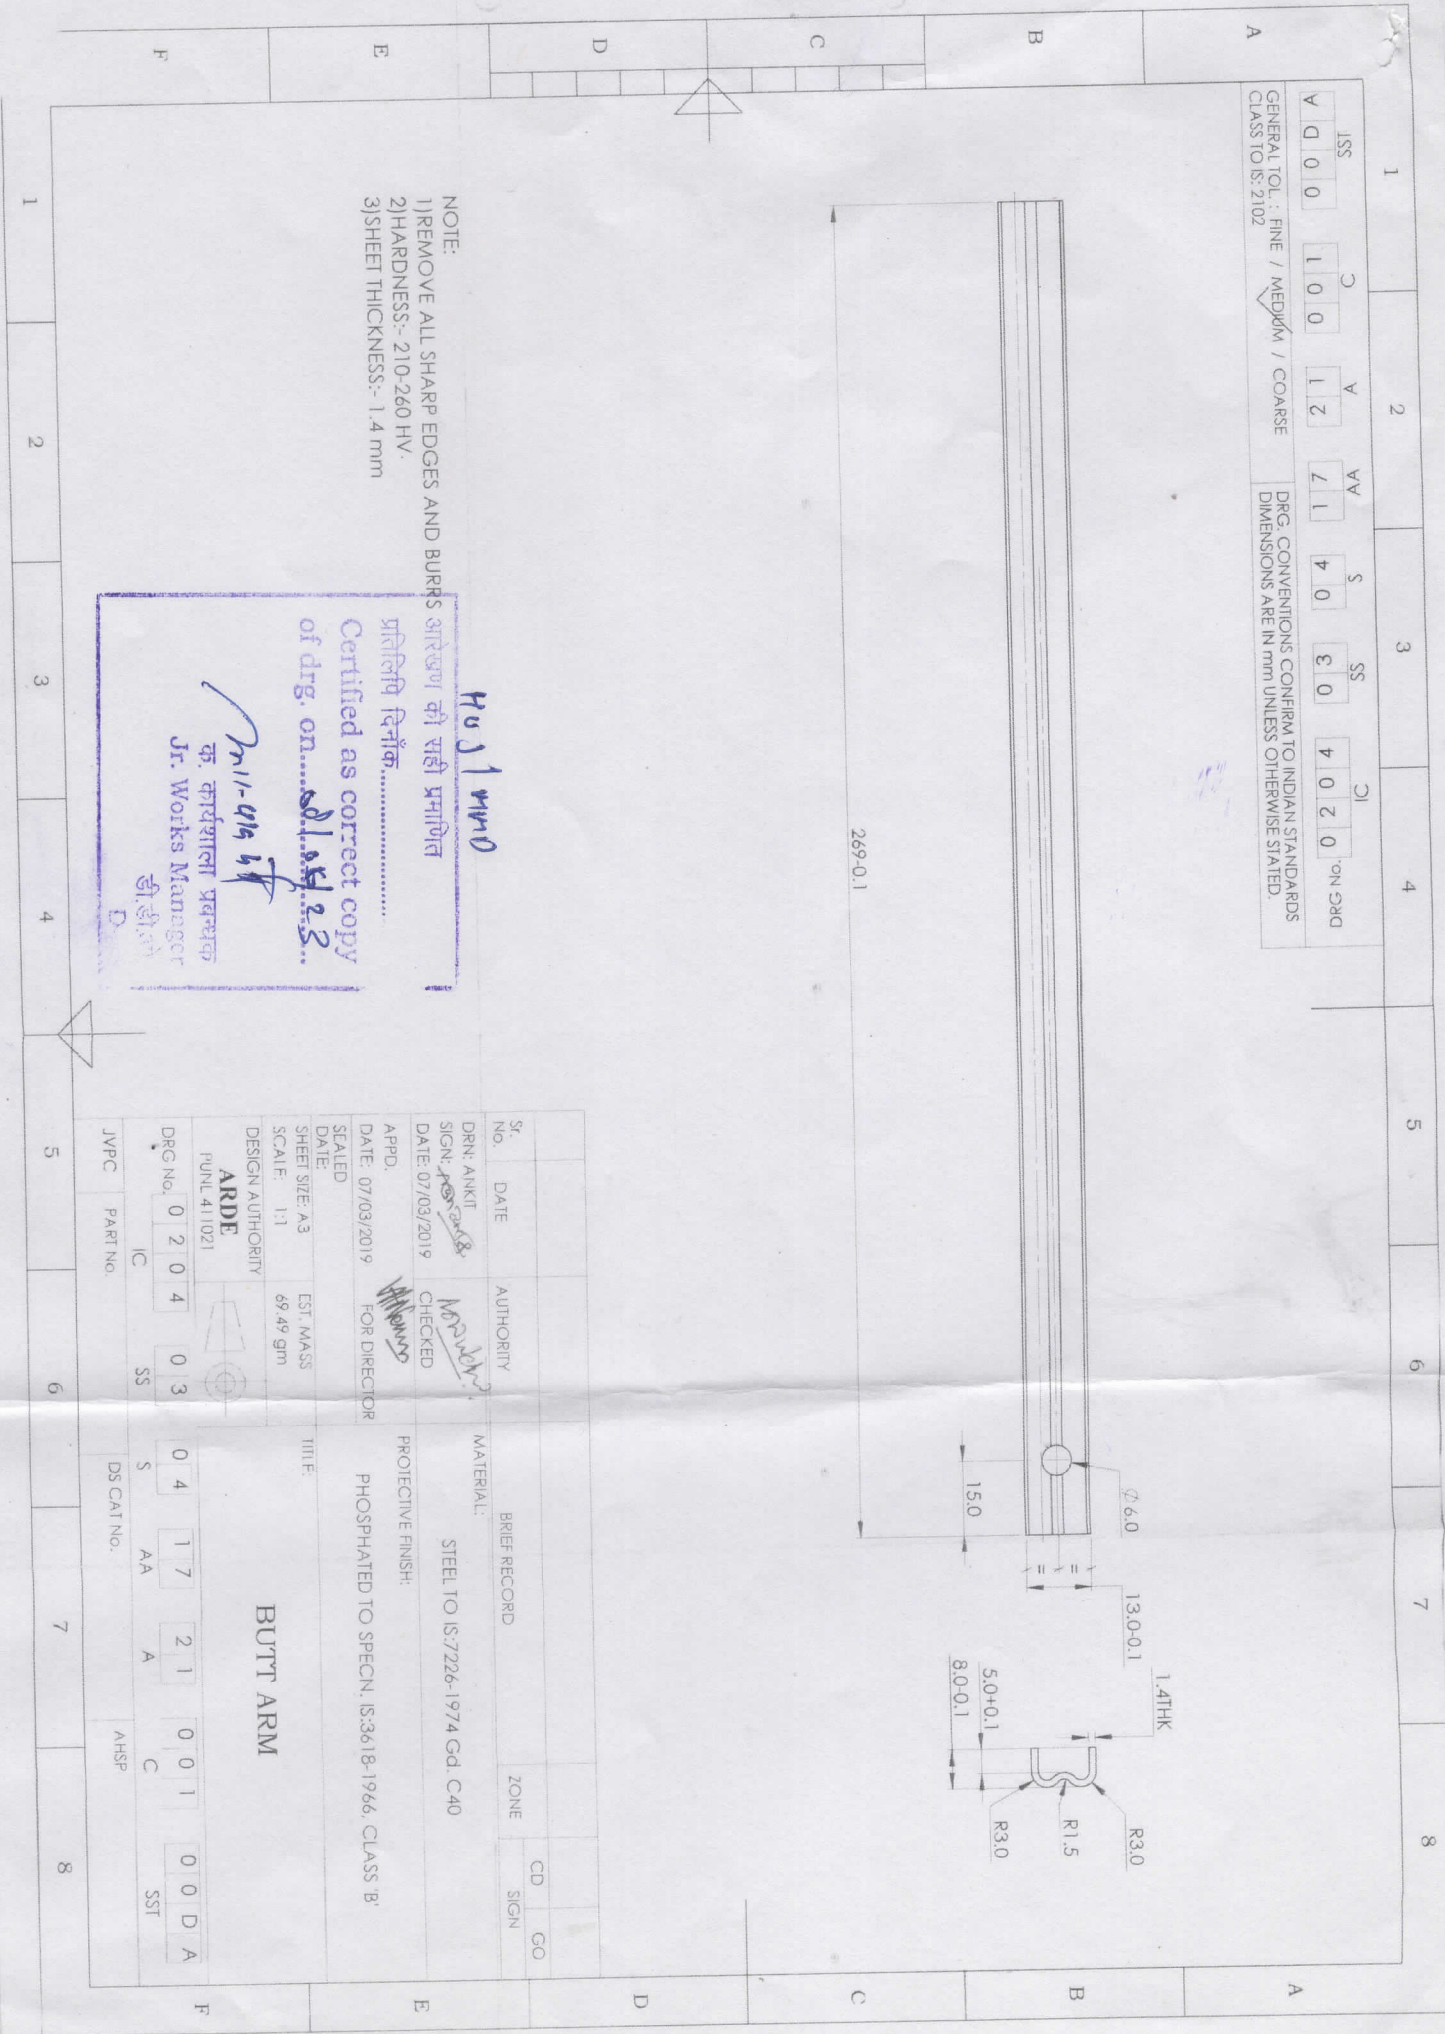 1 2 3 4 5 6 7 8
SST C A AA S SS IC DRG No.
A D 0 0 1 0 0 1 2 7 1 4 0 3 0 4 0 2 0
GENERAL TOL. : FINE / MEDIUM / COARSE
CLASS TO IS: 2102
DRG. CONVENTIONS CONFIRM TO INDIAN STANDARDS
DIMENSIONS ARE IN mm UNLESS OTHERWISE STATED.
A
B
C
D
E
F
Ø6.0
15.0
269-0.1
13.0-0.1
1.4THK
5.0+0.1
8.0-0.1
R3.0
R1.5
R3.0
NOTE:
1)REMOVE ALL SHARP EDGES AND BURRS
2)HARDNESS:- 210-260 HV.
3)SHEET THICKNESS:- 1.4 mm
आरेखण की सही प्रमाणित
प्रतिलिपि दिनाँक....................
Certified as correct copy
of drg. on
क. कार्यशाला प्रबन्धक
Jr. Works Manager
Sr. No. DATE AUTHORITY BRIEF RECORD ZONE CD GO SIGN
DRN: ANKIT
SIGN:
DATE: 07/03/2019 CHECKED
APPD.
DATE: 07/03/2019 FOR DIRECTOR
SEALED
DATE:
SHEET SIZE: A3 EST. MASS
SCALE: 1:1 69.49 gm
MATERIAL:
STEEL TO IS:7226-1974 Gd. C40
PROTECTIVE FINISH:
PHOSPHATED TO SPECN. IS:3618-1966, CLASS 'B'
TITLE:
BUTT ARM
DESIGN AUTHORITY
ARDE
PUNE 411021
DRG No. 0 2 0 4 0 3 0 4 1 7 2 1 0 0 1 0 0 D A
IC SS S AA A C SST
JVPC PART No. DS CAT No. AHSP
A
B
C
D
E
F
1 2 3 4 5 6 7 8